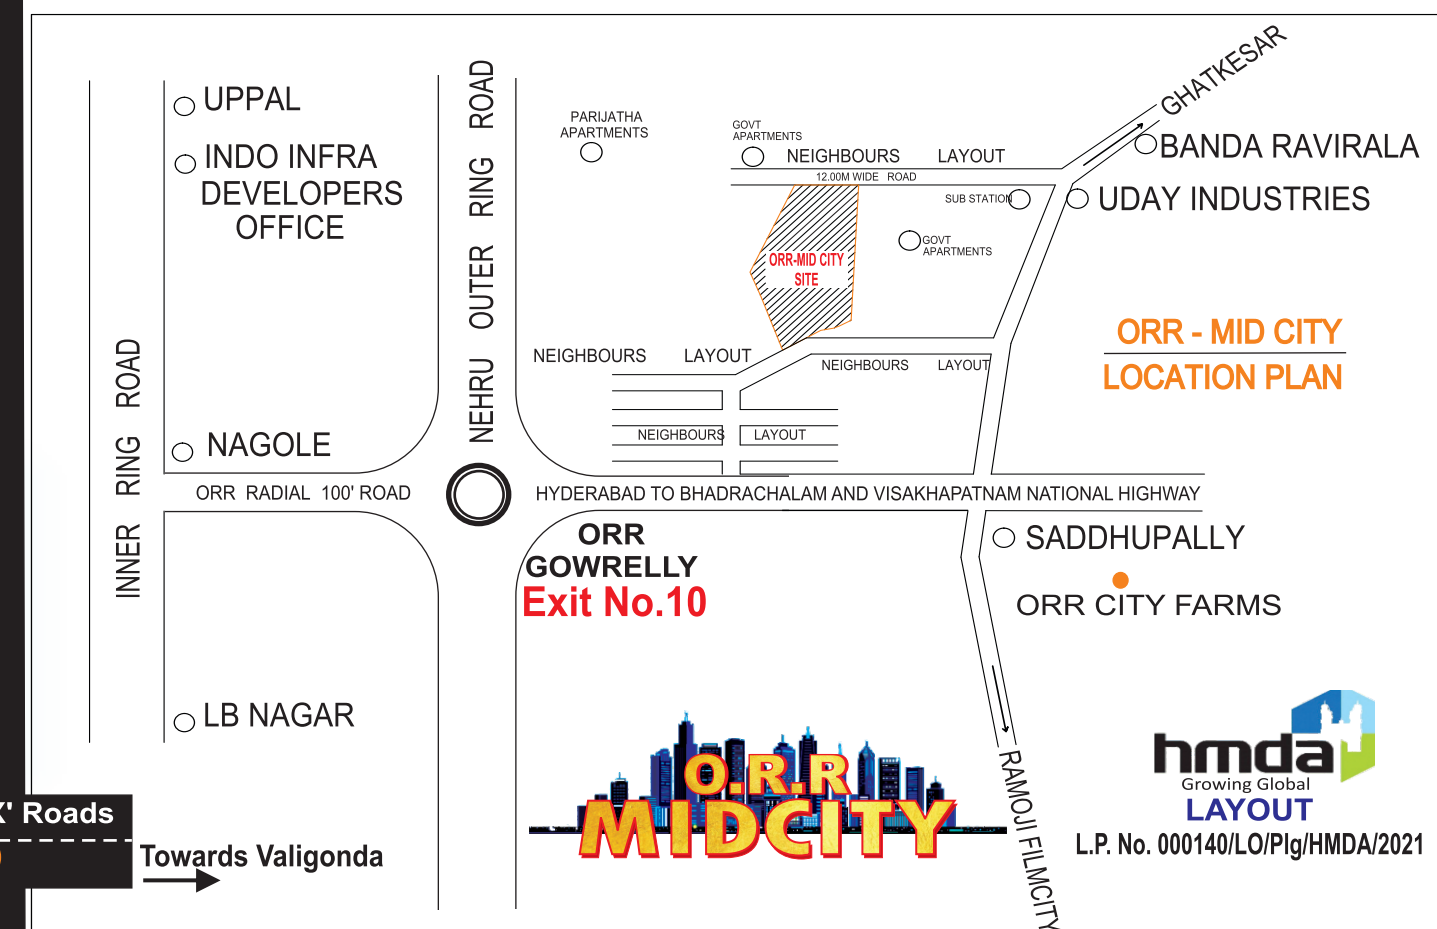 UPPAL
INDO INFRA
DEVELOPERS
OFFICE
INNER RING ROAD
NAGOLE
ORR RADIAL 100' ROAD
LB NAGAR
NEHRU OUTER RING ROAD
PARIJATHA
APARTMENTS
GOVT
APARTMENTS
NEIGHBOURS LAYOUT
12.00M WIDE ROAD
GHATKESAR
BANDA RAVIRALA
SUB STATION
UDAY INDUSTRIES
GOVT
APARTMENTS
ORR-MID CITY
SITE
NEIGHBOURS LAYOUT
NEIGHBOURS LAYOUT
NEIGHBOURS LAYOUT
ORR - MID CITY
LOCATION PLAN
HYDERABAD TO BHADRACHALAM AND VISAKHAPATNAM NATIONAL HIGHWAY
ORR
GOWRELLY
Exit No.10
SADDHUPALLY
ORR CITY FARMS
RAMOJI FILMCITY
O.R.R
MIDCITY
hmda
Growing Global
LAYOUT
L.P. No. 000140/LO/Plg/HMDA/2021
X' Roads
Towards Valigonda